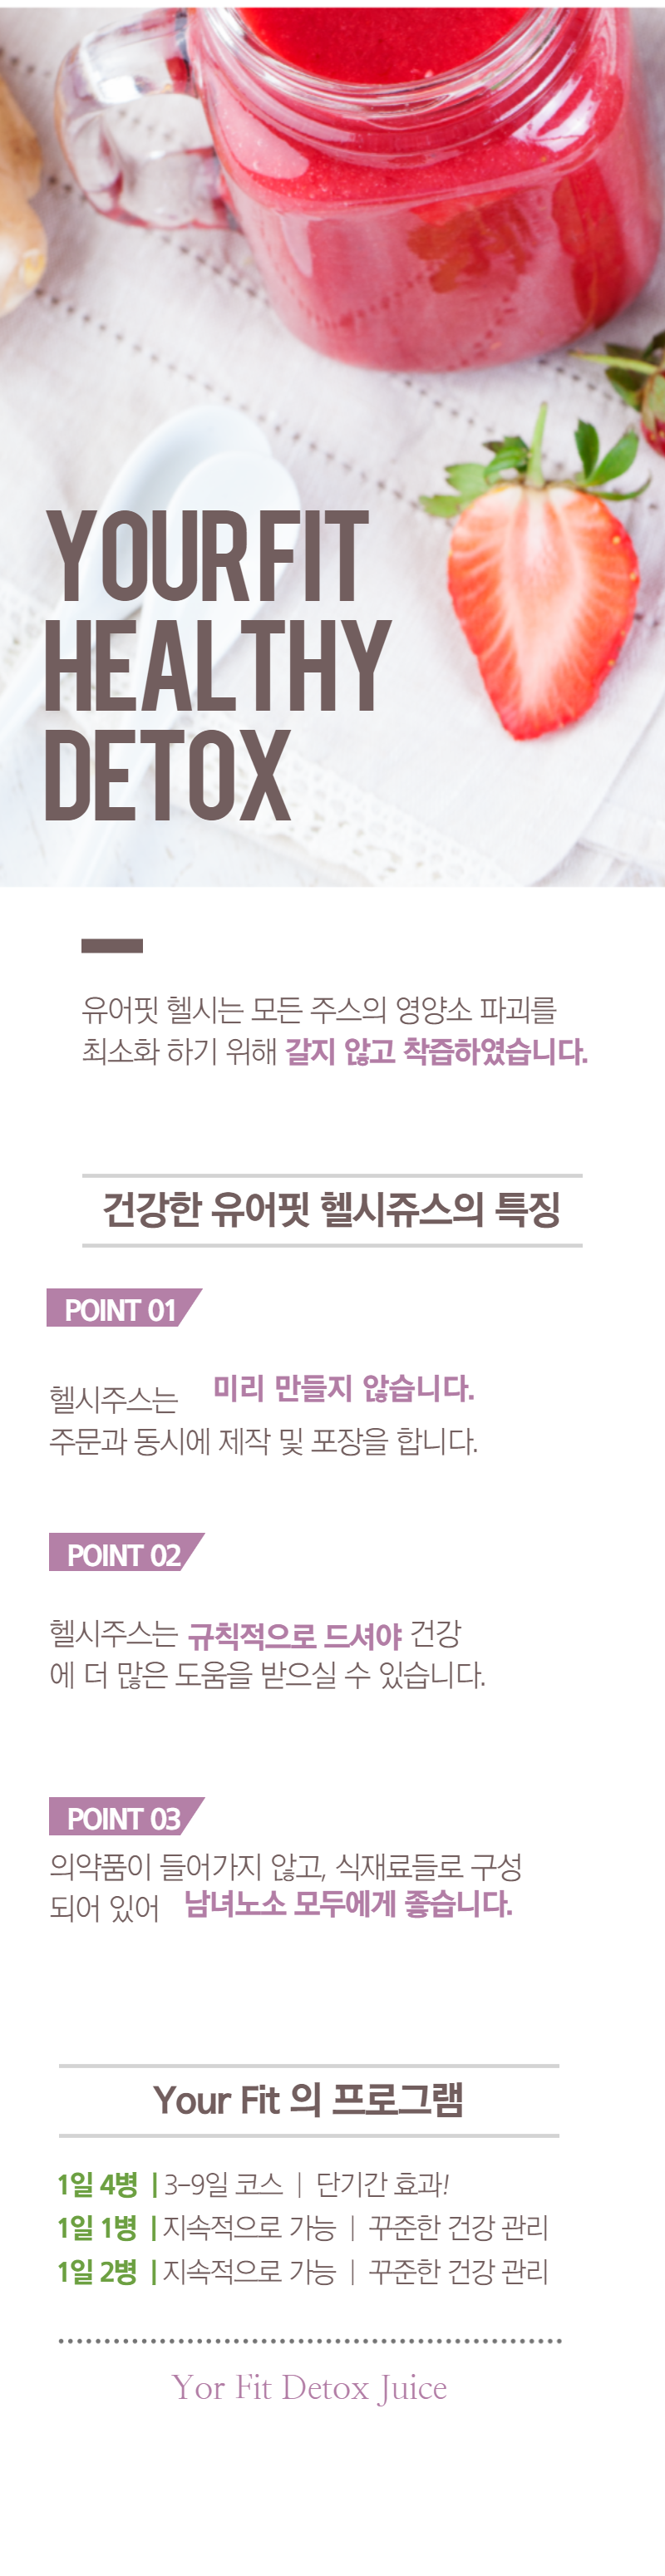 YOUR FIT
HEALTHY
DETOX
유어핏 헬시는 모든 주스의 영양소 파괴를
최소화 하기 위해 갈지 않고 착즙하였습니다.
건강한 유어핏 헬시쥬스의 특징
POINT 01
헬시주스는 미리 만들지 않습니다.
주문과 동시에 제작 및 포장을 합니다.
POINT 02
헬시주스는 규칙적으로 드셔야 건강
에 더 많은 도움을 받으실 수 있습니다.
POINT 03
의약품이 들어가지 않고, 식재료들로 구성
되어 있어 남녀노소 모두에게 좋습니다.
Your Fit 의 프로그램
1일 4병 | 3-9일 코스 | 단기간 효과!
1일 1병 | 지속적으로 가능 | 꾸준한 건강 관리
1일 2병 | 지속적으로 가능 | 꾸준한 건강 관리
Yor Fit Detox Juice